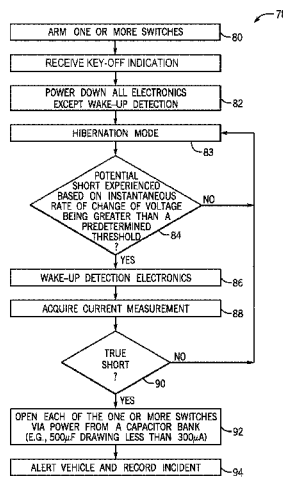 78
ARM ONE OR MORE SWITCHES
80
RECEIVE KEY-OFF INDICATION
POWER DOWN ALL ELECTRONICS
EXCEPT WAKE-UP DETECTION
82
HIBERNATION MODE
83
POTENTIAL
SHORT EXPERIENCED
BASED ON INSTANTANEOUS
RATE OF CHANGE OF VOLTAGE
BEING GREATER THAN A
PREDETERMINED
THRESHOLD
?
NO
84
YES
WAKE-UP DETECTION ELECTRONICS
86
ACQUIRE CURRENT MEASUREMENT
88
TRUE
SHORT
?
NO
90
YES
OPEN EACH OF THE ONE OR MORE SWITCHES
VIA POWER FROM A CAPACITOR BANK
(E.G., 500µF DRAWING LESS THAN 300µA)
92
ALERT VEHICLE AND RECORD INCIDENT
94